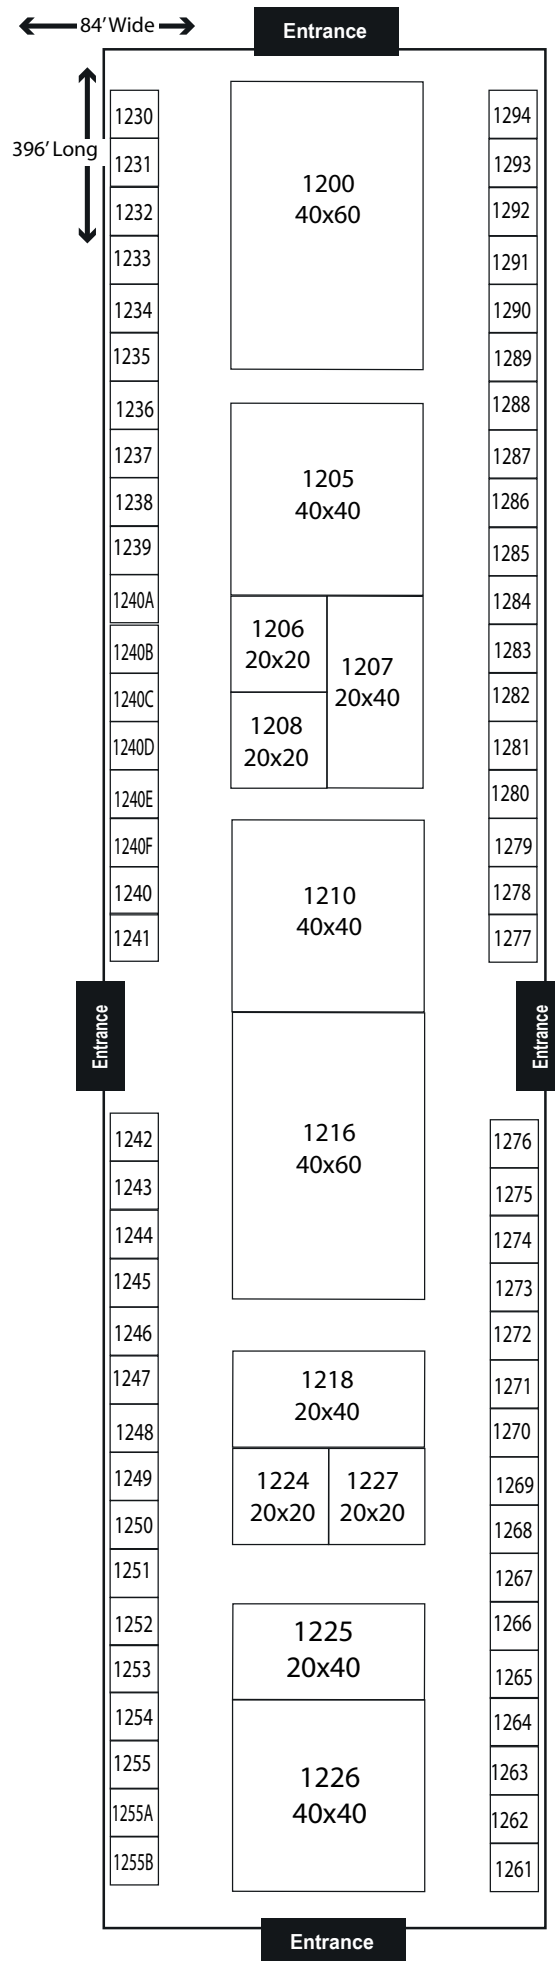 84’ Wide
Entrance
396’ Long
1230
1231
1232
1233
1234
1235
1236
1237
1238
1239
1240A
1240B
1240C
1240D
1240E
1240F
1240
1241
1200
40x60
1205
40x40
1206
20x20
1207
20x40
1208
20x20
1210
40x40
1294
1293
1292
1291
1290
1289
1288
1287
1286
1285
1284
1283
1282
1281
1280
1279
1278
1277
Entrance
Entrance
1242
1243
1244
1245
1246
1247
1248
1249
1250
1251
1252
1253
1254
1255
1255A
1255B
1216
40x60
1218
20x40
1224
20x20
1227
20x20
1225
20x40
1226
40x40
1276
1275
1274
1273
1272
1271
1270
1269
1268
1267
1266
1265
1264
1263
1262
1261
Entrance